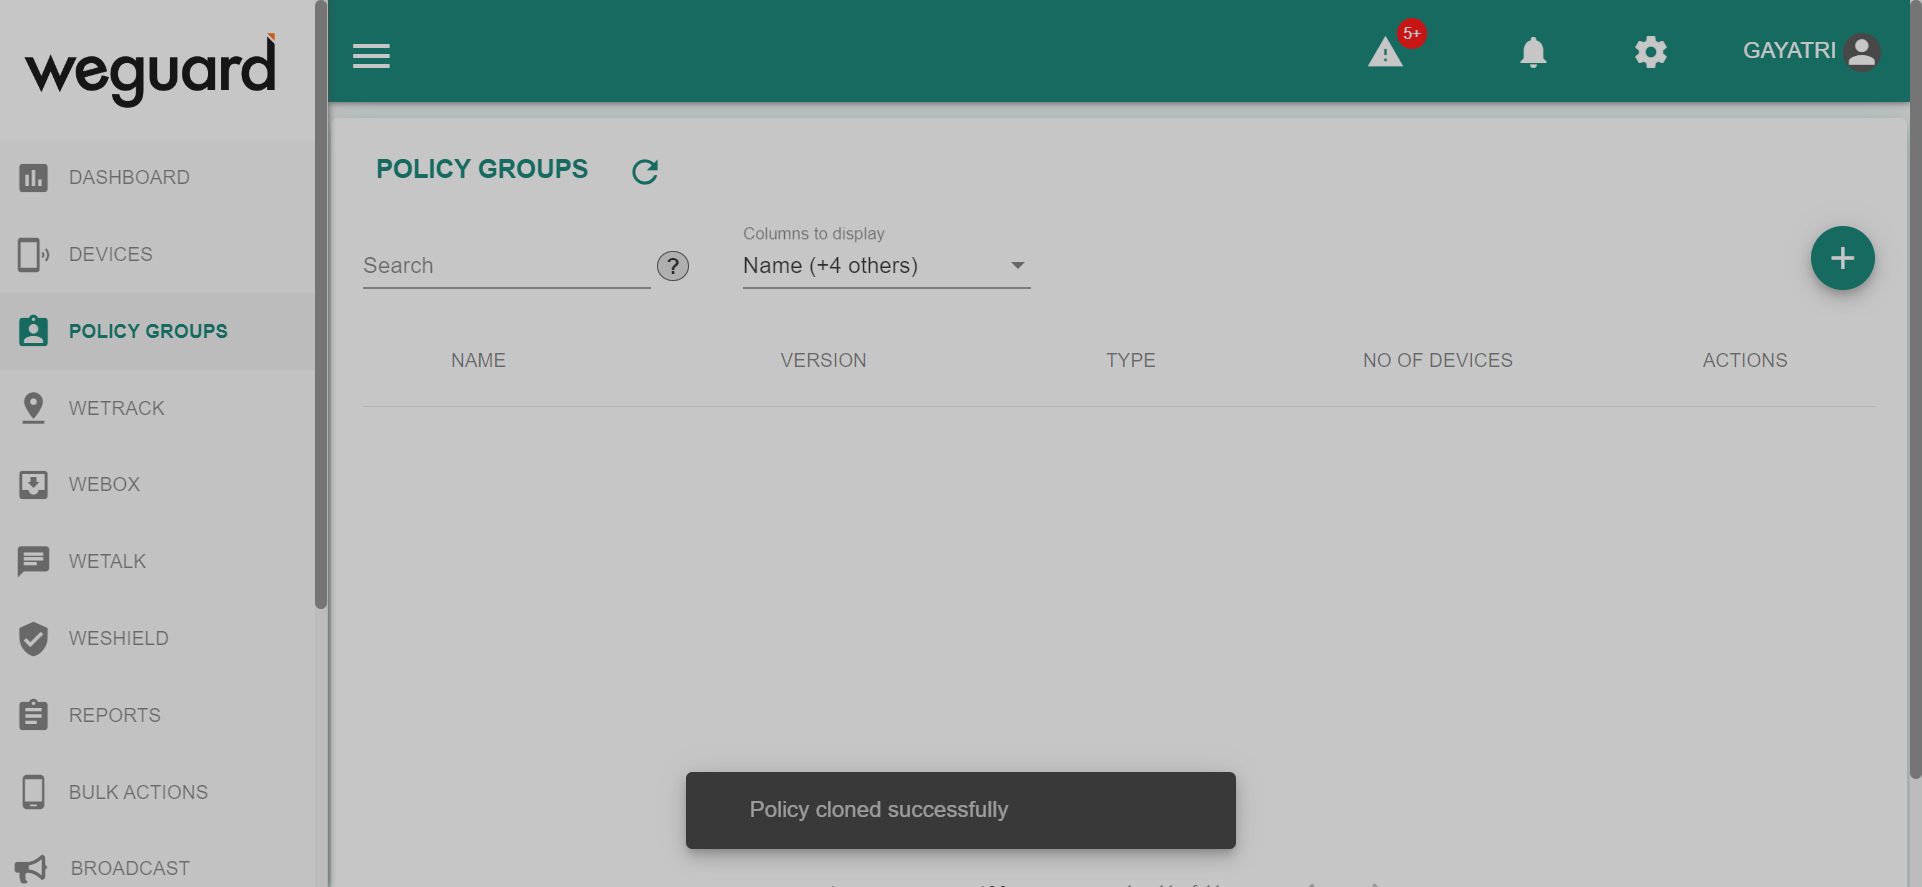 weguard
5+
GAYATRI
DASHBOARD
DEVICES
POLICY GROUPS
WETRACK
WEBOX
WETALK
WESHIELD
REPORTS
BULK ACTIONS
BROADCAST
POLICY GROUPS
Search
?
Columns to display
Name (+4 others)
+
NAME VERSION TYPE NO OF DEVICES ACTIONS
Policy cloned successfully